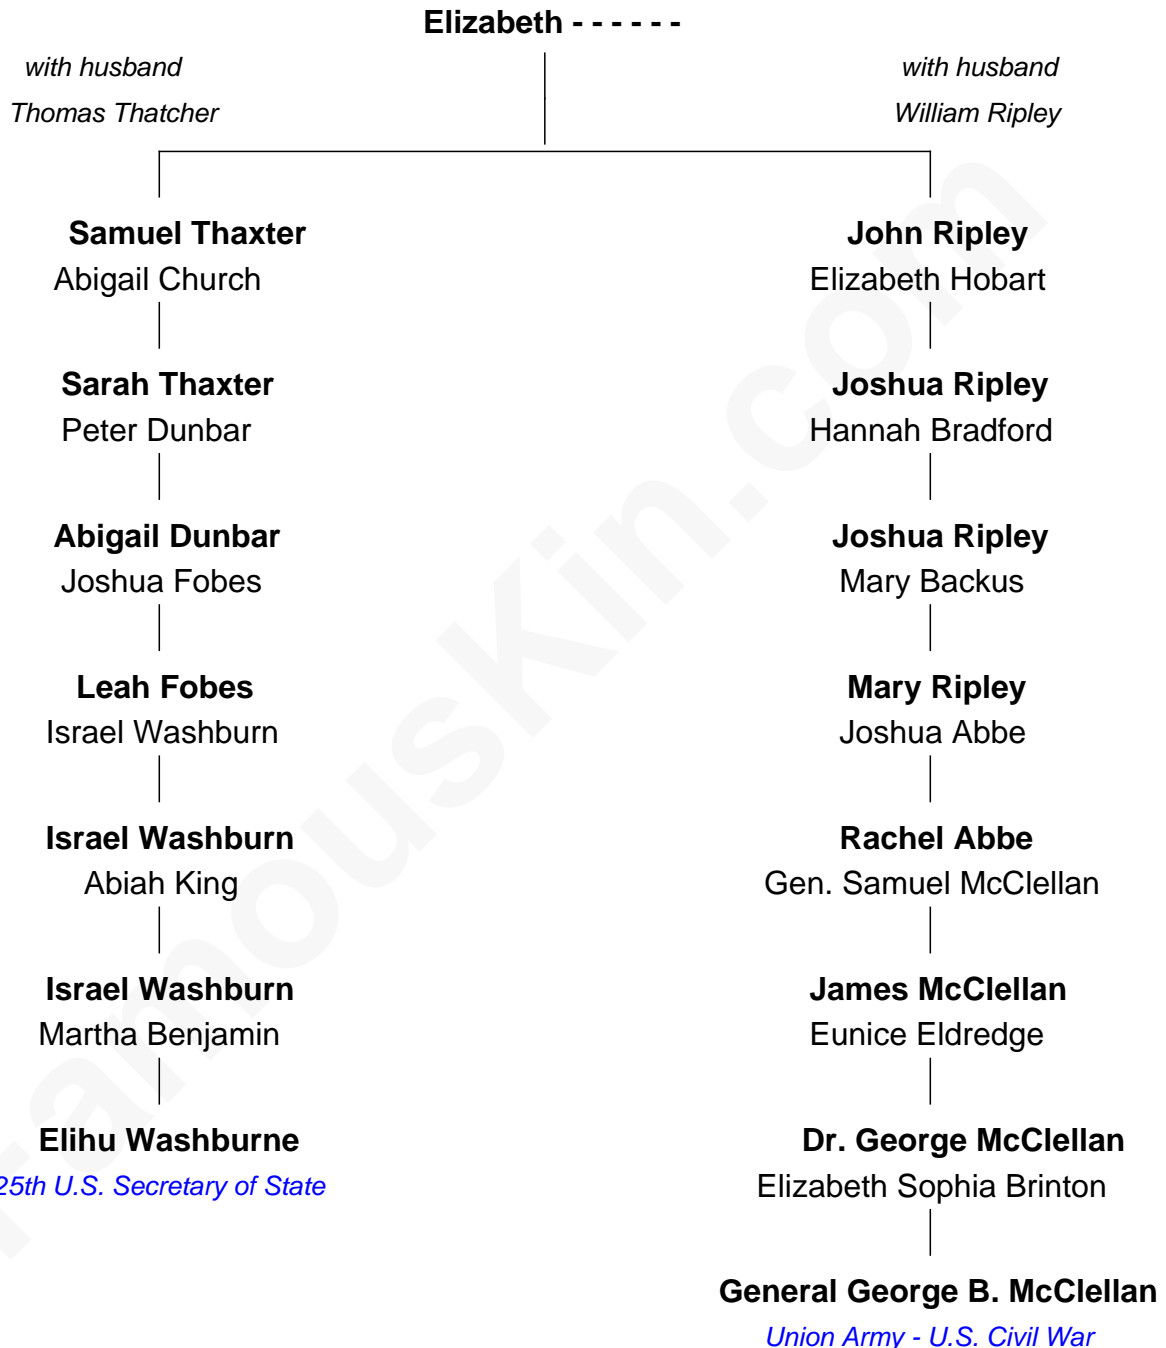 Elizabeth - - - - - -
with husband
Thomas Thatcher
with husband
William Ripley
Samuel Thaxter
Abigail Church
John Ripley
Elizabeth Hobart
Sarah Thaxter
Peter Dunbar
Joshua Ripley
Hannah Bradford
Abigail Dunbar
Joshua Fobes
Joshua Ripley
Mary Backus
Leah Fobes
Israel Washburn
Mary Ripley
Joshua Abbe
Israel Washburn
Abiah King
Rachel Abbe
Gen. Samuel McClellan
Israel Washburn
Martha Benjamin
James McClellan
Eunice Eldredge
Elihu Washburne
25th U.S. Secretary of State
Dr. George McClellan
Elizabeth Sophia Brinton
General George B. McClellan
Union Army - U.S. Civil War
FamousKin.com